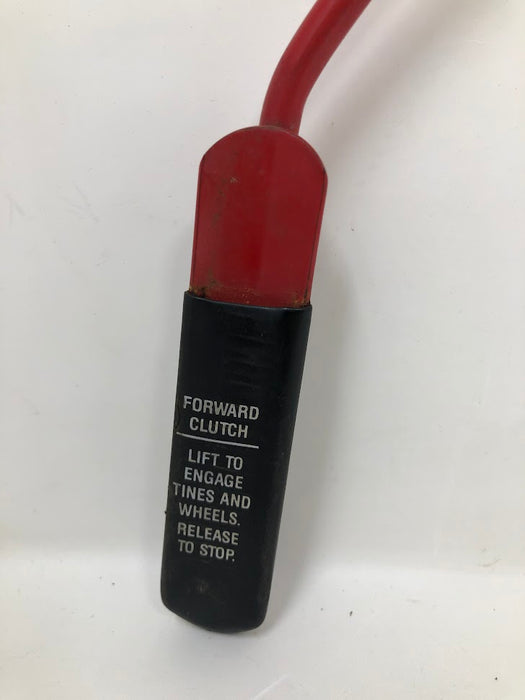 FORWARD
CLUTCH
LIFT TO
ENGAGE
TINES AND
WHEELS.
RELEASE
TO STOP.